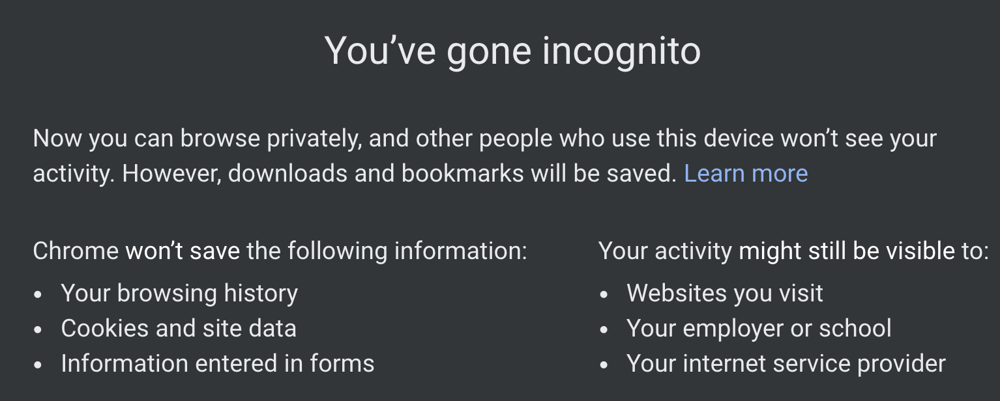 You’ve gone incognito
Now you can browse privately, and other people who use this device won’t see your
activity. However, downloads and bookmarks will be saved. Learn more
Chrome won’t save the following information:
• Your browsing history
• Cookies and site data
• Information entered in forms
Your activity might still be visible to:
• Websites you visit
• Your employer or school
• Your internet service provider